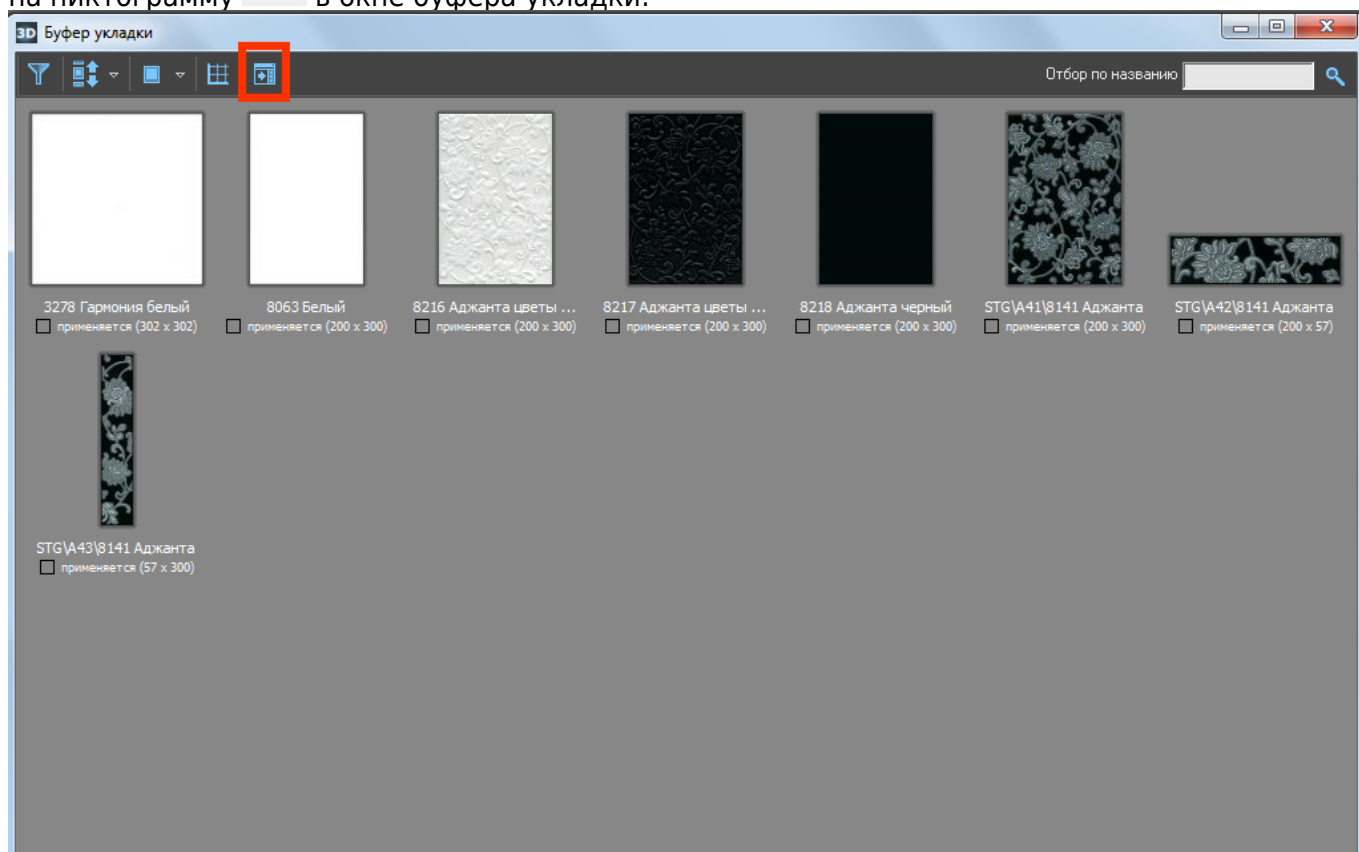 на пиктограмму в окне буфера укладки.
3D Буфер укладки
Отбор по названию
3278 Гармония белый
применяется (302 x 302)
8063 Белый
применяется (200 x 300)
8216 Аджанта цветы ...
применяется (200 x 300)
8217 Аджанта цветы ...
применяется (200 x 300)
8218 Аджанта черный
применяется (200 x 300)
STG\A41\8141 Аджанта
применяется (200 x 300)
STG\A42\8141 Аджанта
применяется (200 x 57)
STG\A43\8141 Аджанта
применяется (57 x 300)